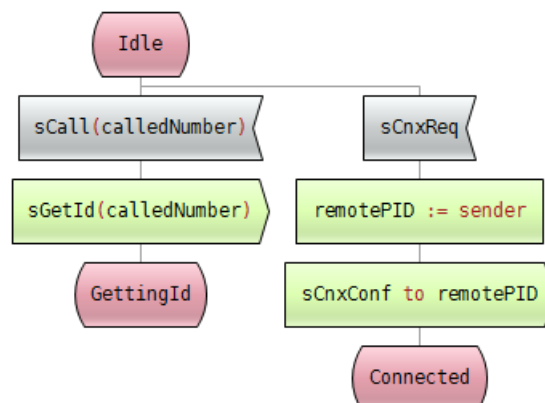 Idle
sCall(calledNumber)
sCnxReq
sGetId(calledNumber)
remotePID := sender
GettingId
sCnxConf to remotePID
Connected